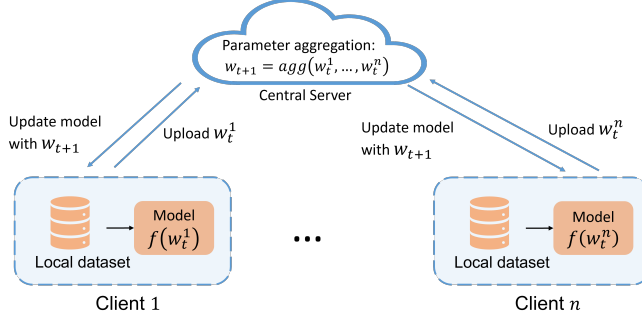 Parameter aggregation:
w_{t+1} = agg(w_t^1, …, w_t^n)
Central Server
Update model
with w_{t+1}
Upload w_t^1
Update model
with w_{t+1}
Upload w_t^n
Model
f(w_t^1)
Local dataset
Client 1
...
Model
f(w_t^n)
Local dataset
Client n